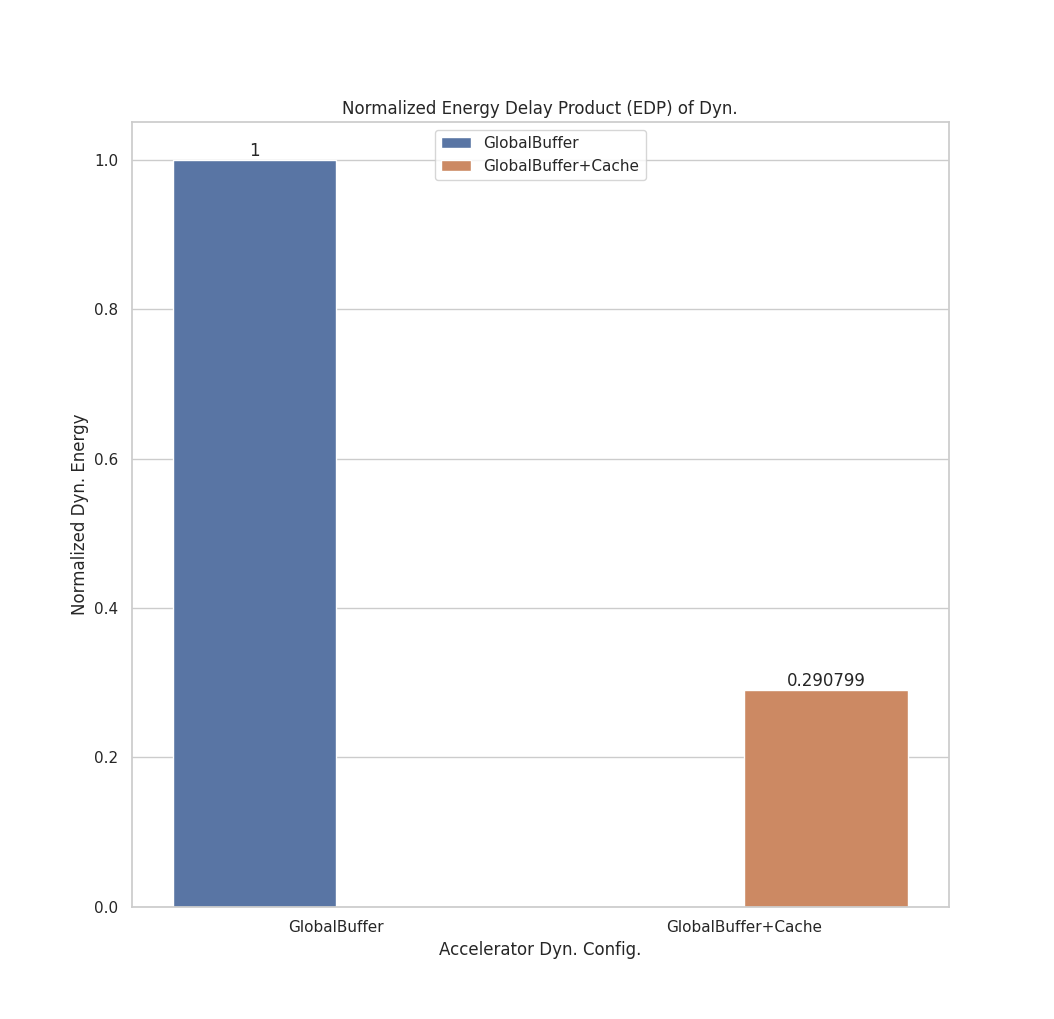 Normalized Energy Delay Product (EDP) of Dyn.
GlobalBuffer
GlobalBuffer+Cache
1
0.290799
1.0
0.8
0.6
0.4
0.2
0.0
Normalized Dyn. Energy
GlobalBuffer
GlobalBuffer+Cache
Accelerator Dyn. Config.